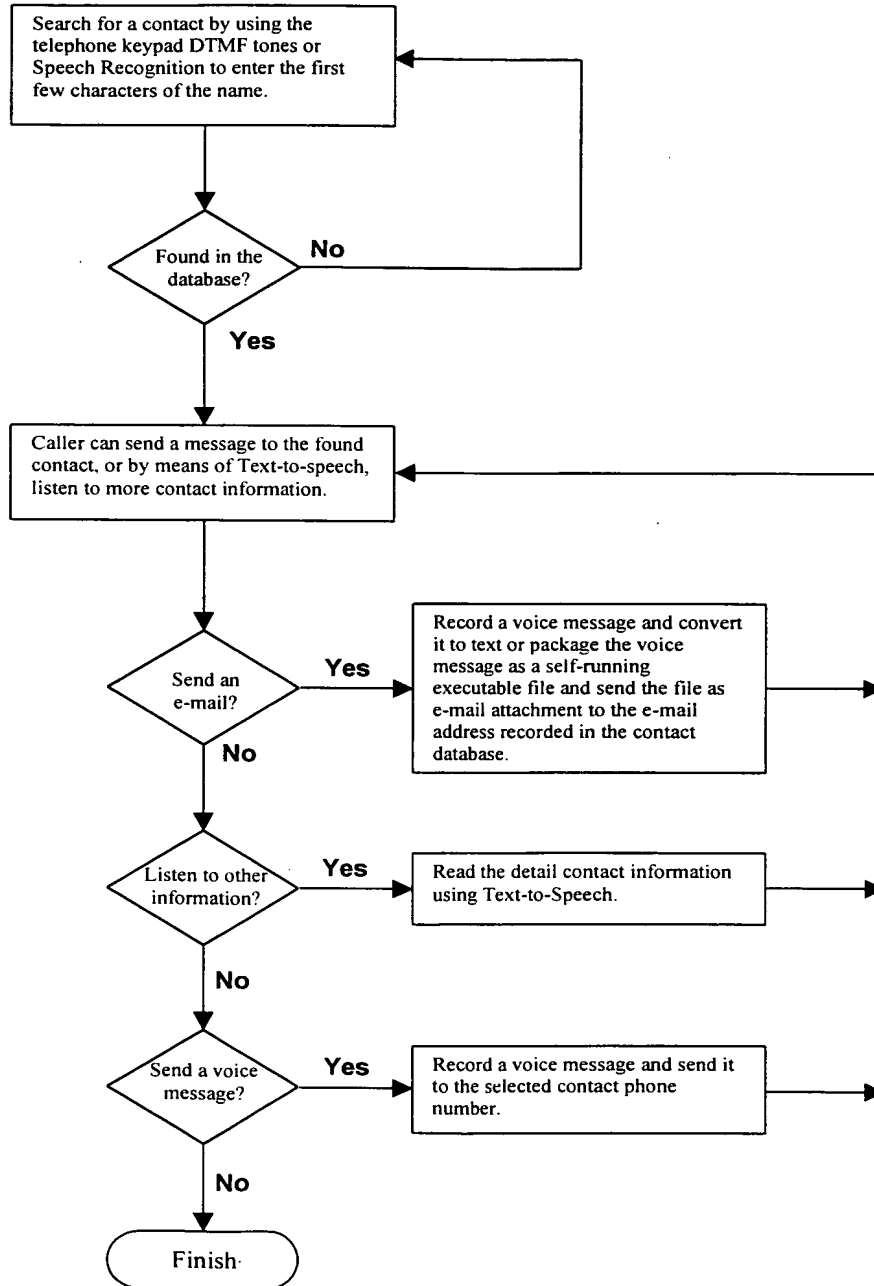 Search for a contact by using the
telephone keypad DTMF tones or
Speech Recognition to enter the first
few characters of the name.
Found in the
database?
No
Yes
Caller can send a message to the found
contact, or by means of Text-to-speech,
listen to more contact information.
Send an
e-mail?
Yes
Record a voice message and convert
it to text or package the voice
message as a self-running
executable file and send the file as
e-mail attachment to the e-mail
address recorded in the contact
database.
No
Listen to other
information?
Yes
Read the detail contact information
using Text-to-Speech.
No
Send a voice
message?
Yes
Record a voice message and send it
to the selected contact phone
number.
No
Finish